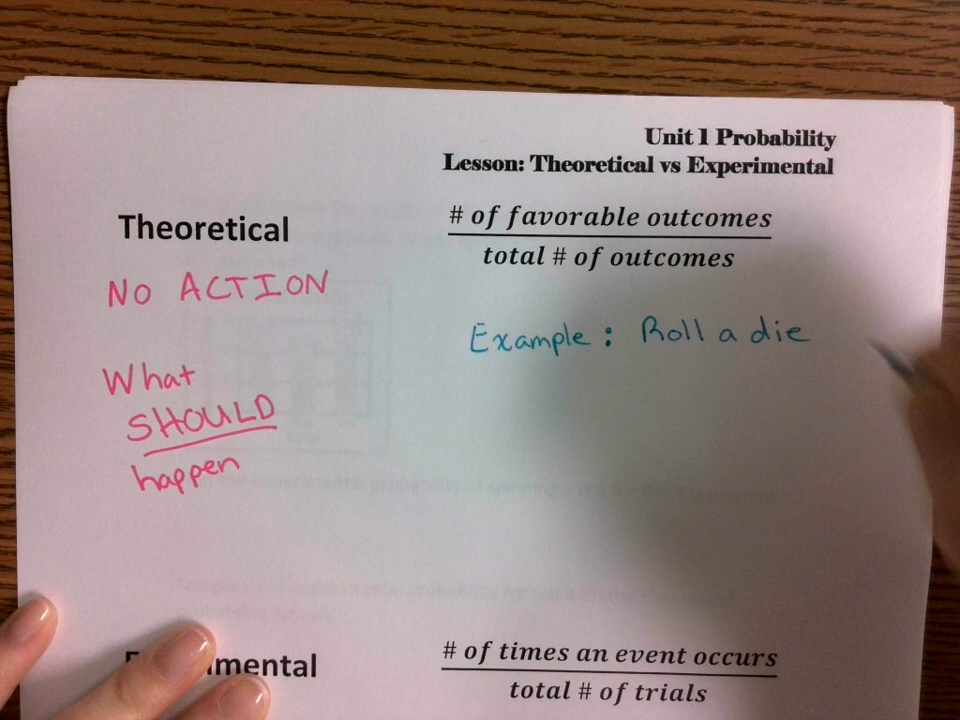 Unit 1 Probability
Lesson: Theoretical vs Experimental
Theoretical
# of favorable outcomes
total # of outcomes
NO ACTION
Example: Roll a die
What
SHOULD
happen
# of times an event occurs
total # of trials